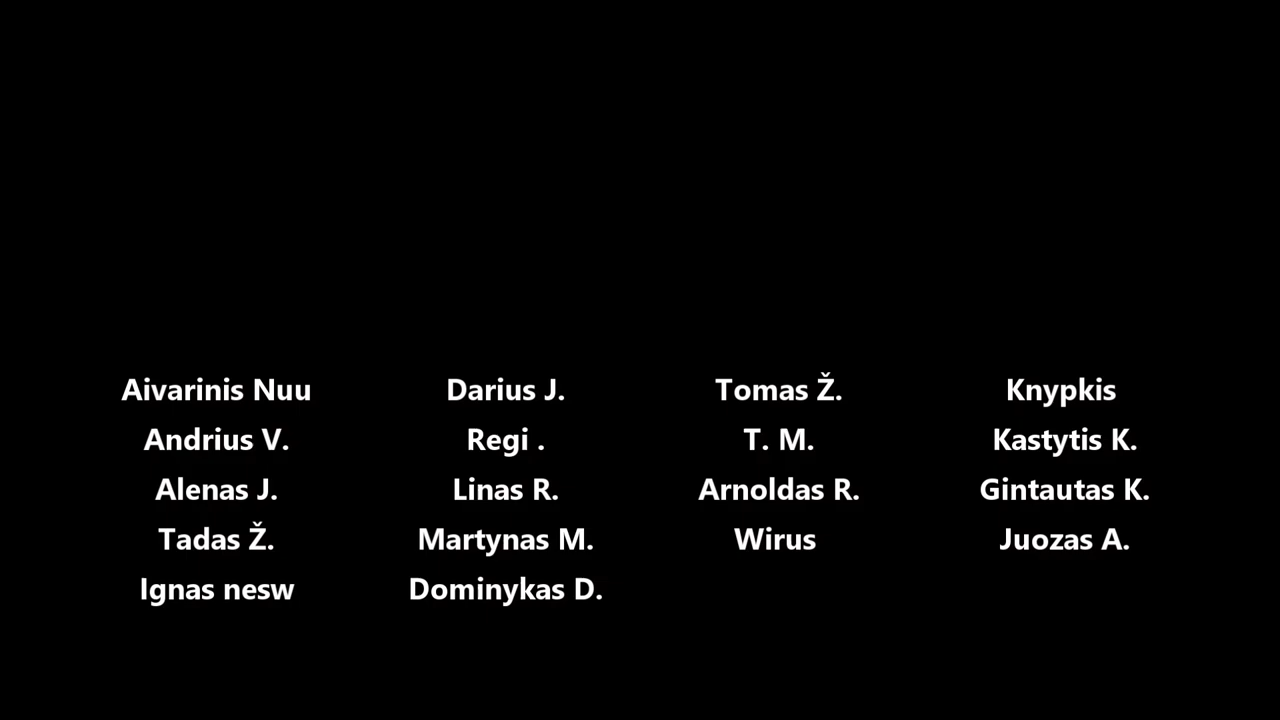 Aivarinis Nuu Darius J. Tomas Ž. Knypkis
Andrius V. Regi . T. M. Kastytis K.
Alenas J. Linas R. Arnoldas R. Gintautas K.
Tadas Ž. Martynas M. Wirus Juozas A.
Ignas nesw Dominykas D.